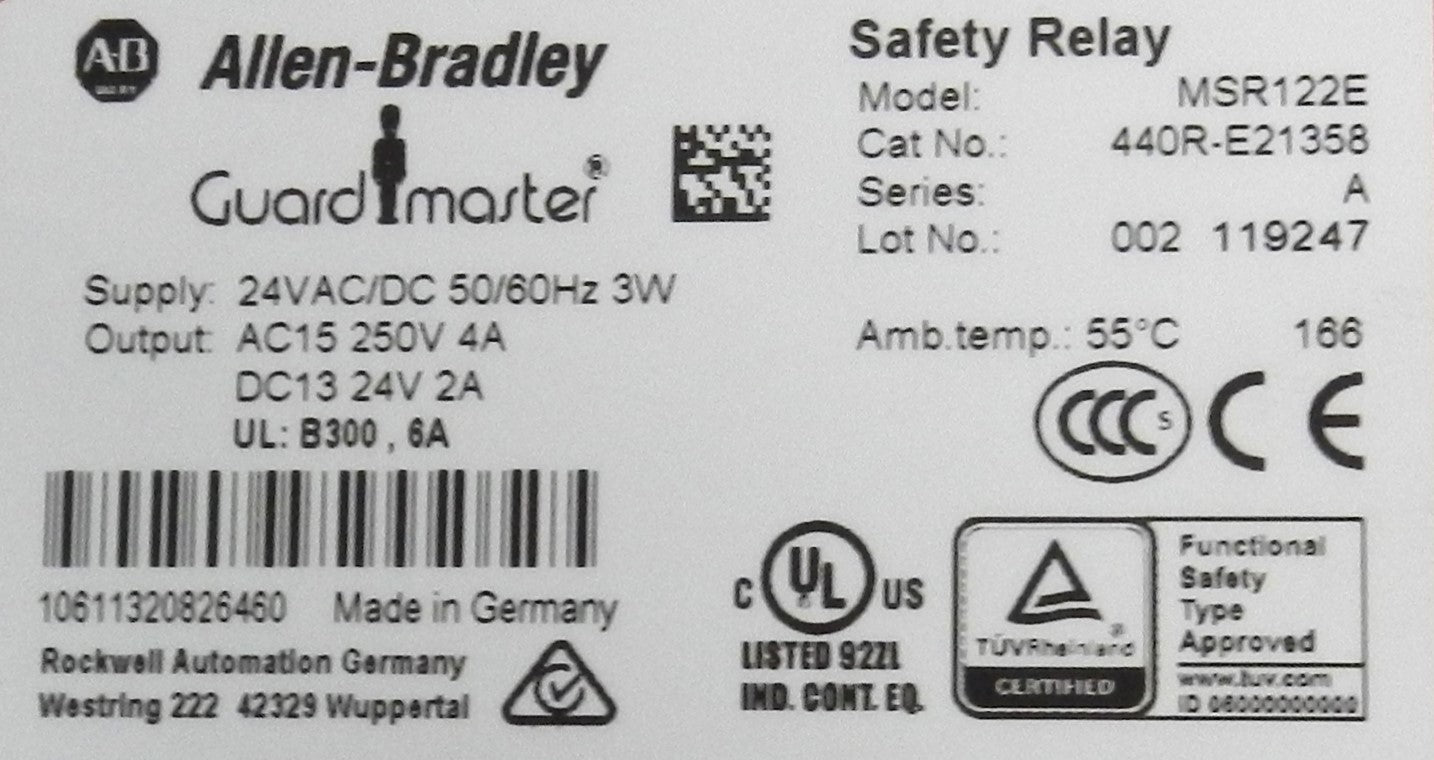 A-B
Allen-Bradley
Guardmaster®
Safety Relay
Model: MSR122E
Cat No.: 440R-E21358
Series: A
Lot No.: 002 119247
Supply: 24VAC/DC 50/60Hz 3W
Output: AC15 250V 4A
DC13 24V 2A
UL: B300 , 6A
Amb.temp.: 55°C 166
CCC S CE
10611320826460 Made in Germany
Rockwell Automation Germany
Westring 222 42329 Wuppertal
C UL US
LISTED 92ZL
IND. CONT. EQ.
TÜVRheinland®
CERTIFIED
Functional
Safety
Type
Approved
www.tuv.com
ID 06000000000